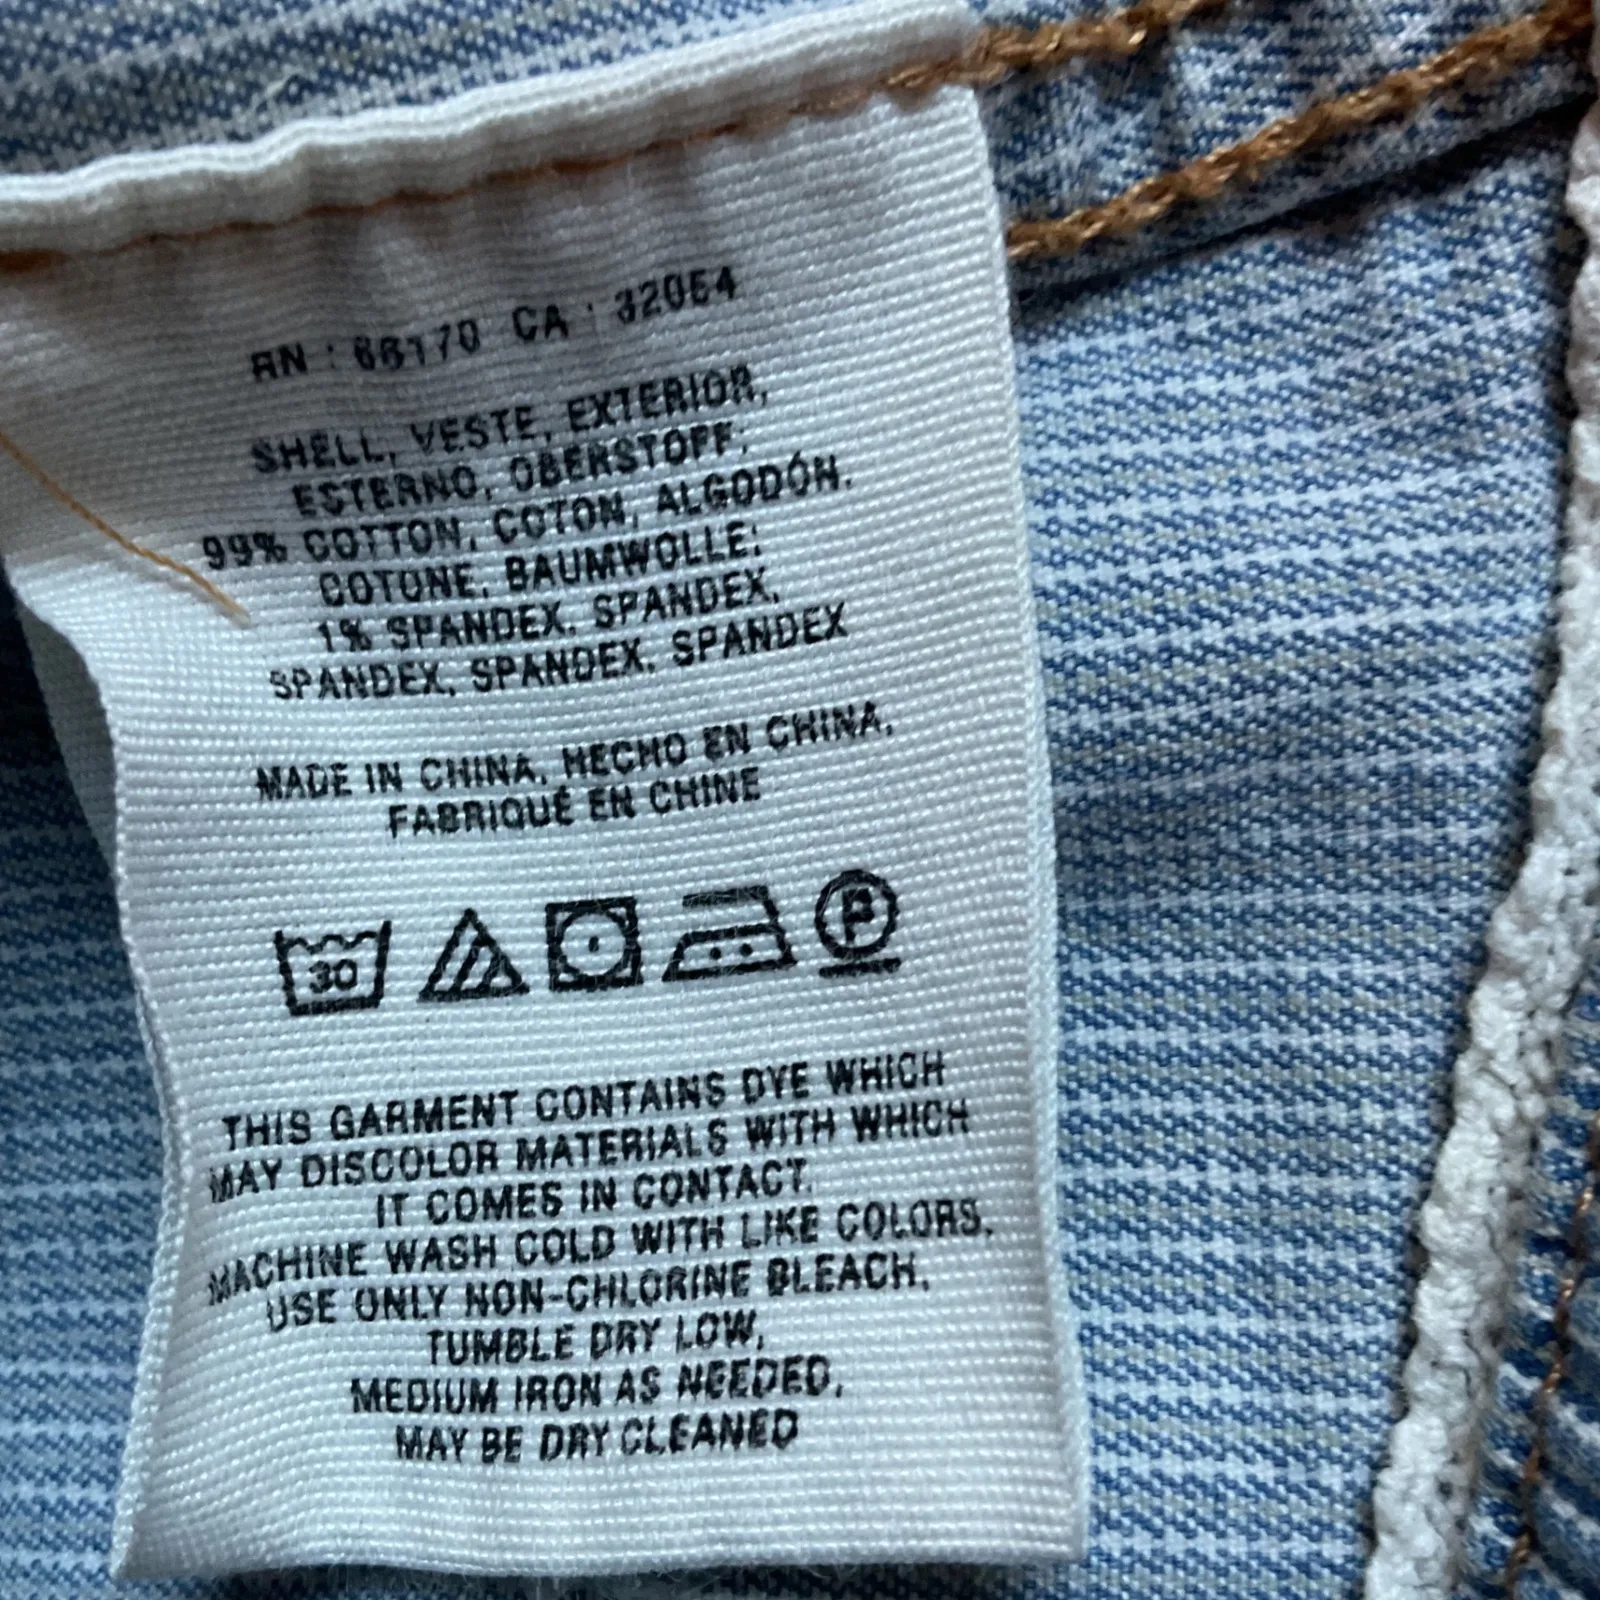 RN : 66170 CA : 32054
SHELL, VESTE, EXTERIOR,
ESTERNO, OBERSTOFF:
99% COTTON, COTON, ALGODÓN,
COTONE, BAUMWOLLE;
1% SPANDEX, SPANDEX,
SPANDEX, SPANDEX, SPANDEX
MADE IN CHINA, HECHO EN CHINA,
FABRIQUÉ EN CHINE
30 P
THIS GARMENT CONTAINS DYE WHICH
MAY DISCOLOR MATERIALS WITH WHICH
IT COMES IN CONTACT.
MACHINE WASH COLD WITH LIKE COLORS,
USE ONLY NON-CHLORINE BLEACH,
TUMBLE DRY LOW,
MEDIUM IRON AS NEEDED,
MAY BE DRY CLEANED